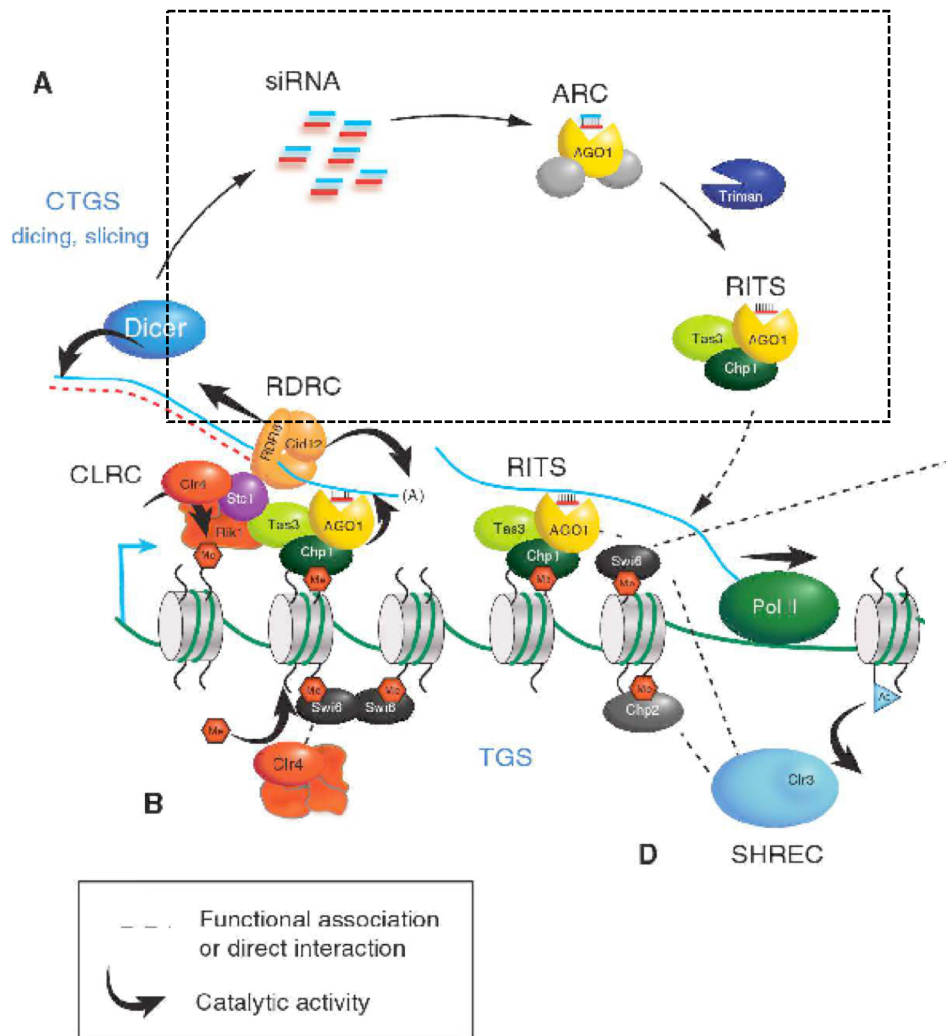 A
siRNA
ARC
AGO1
Triman
CTGS
dicing, slicing
RITS
Tas3
AGO1
Chp1
Dicer
RDRC
RDR6
Cid12
(A)
CLRC
Clr4
Stc1
Rik1
Tas3
AGO1
Chp1
Me
Me
RITS
Tas3
AGO1
Chp1
Swi6
Me
Me
Pol II
Me
Me
Swi6
Swi6
Me
Clr4
Me
Chp2
Ac
TGS
Clr3
B
D
SHREC
Functional association
or direct interaction
Catalytic activity